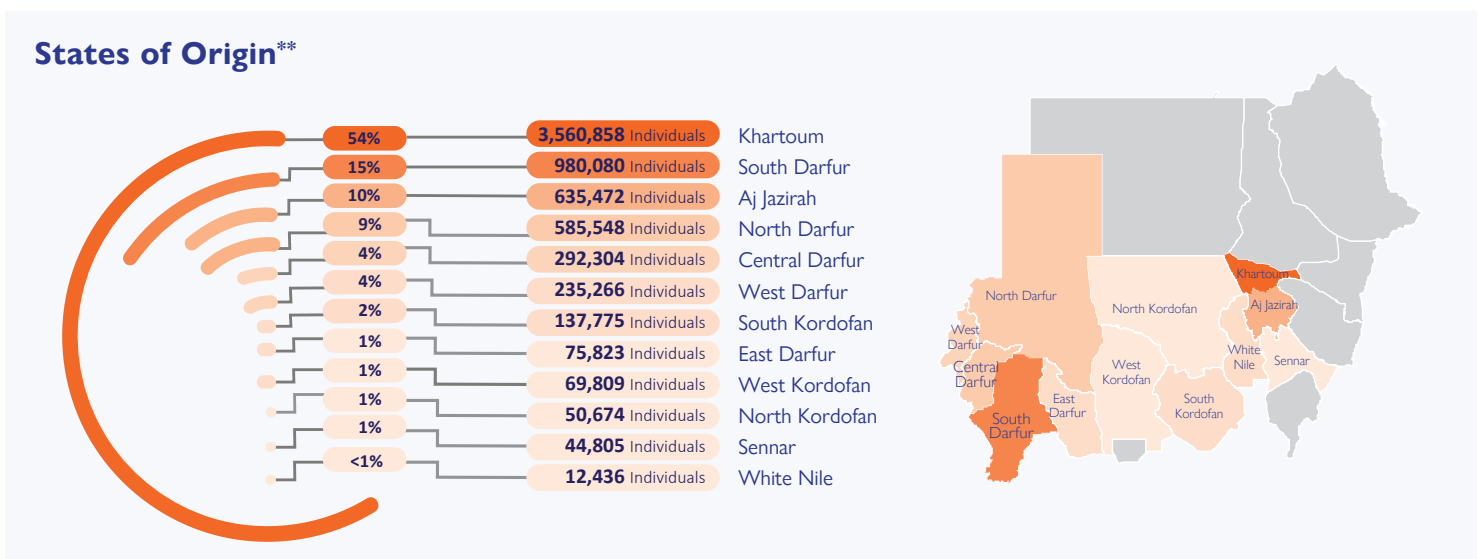 States of Origin**
54% 3,560,858 Individuals Khartoum
15% 980,080 Individuals South Darfur
10% 635,472 Individuals Aj Jazirah
9% 585,548 Individuals North Darfur
4% 292,304 Individuals Central Darfur
4% 235,266 Individuals West Darfur
2% 137,775 Individuals South Kordofan
1% 75,823 Individuals East Darfur
1% 69,809 Individuals West Kordofan
1% 50,674 Individuals North Kordofan
1% 44,805 Individuals Sennar
<1% 12,436 Individuals White Nile
Khartoum
North Darfur
North Kordofan
Aj Jazirah
West
Darfur
Central
Darfur
White
Nile
Sennar
West
Kordofan
East
Darfur
South
Kordofan
South
Darfur